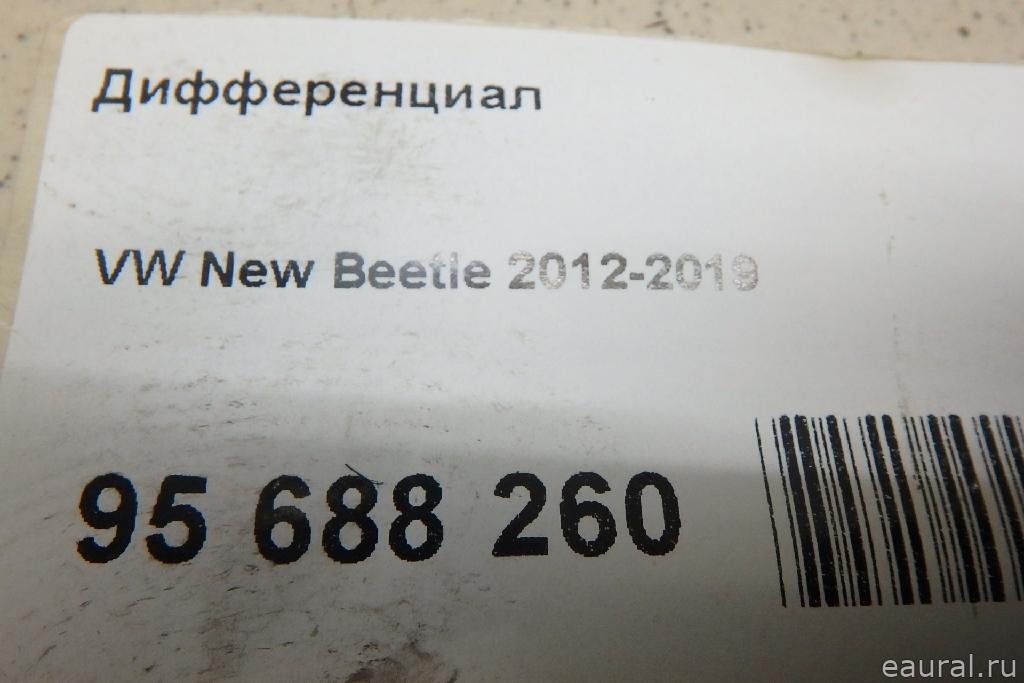 Дифференциал
VW New Beetle 2012-2019
95 688 260
eaural.ru